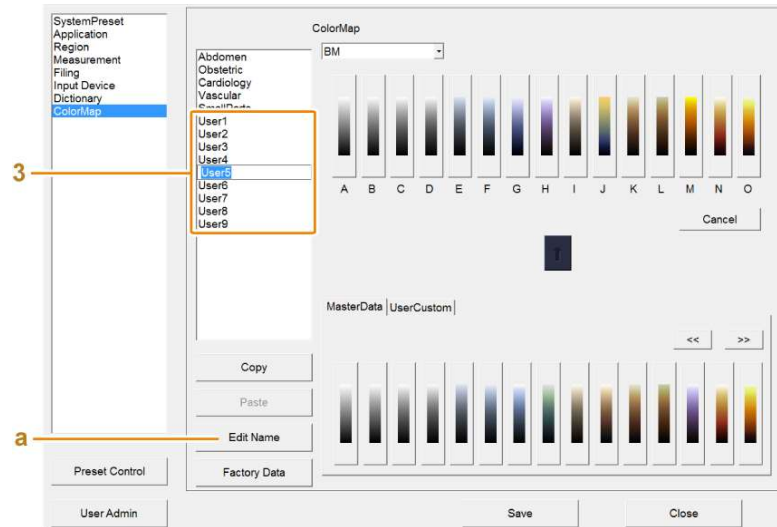 SystemPreset
Application
Region
Measurement
Filing
Input Device
Dictionary
ColorMap
3
a
Preset Control
User Admin
Abdomen
Obstetric
Cardiology
Vascular
SmallParts
User1
User2
User3
User4
User5
User6
User7
User8
User9
Copy
Paste
Edit Name
Factory Data
ColorMap
BM
A B C D E F G H I J K L M N O
Cancel
MasterData UserCustom
<< >>
Save Close